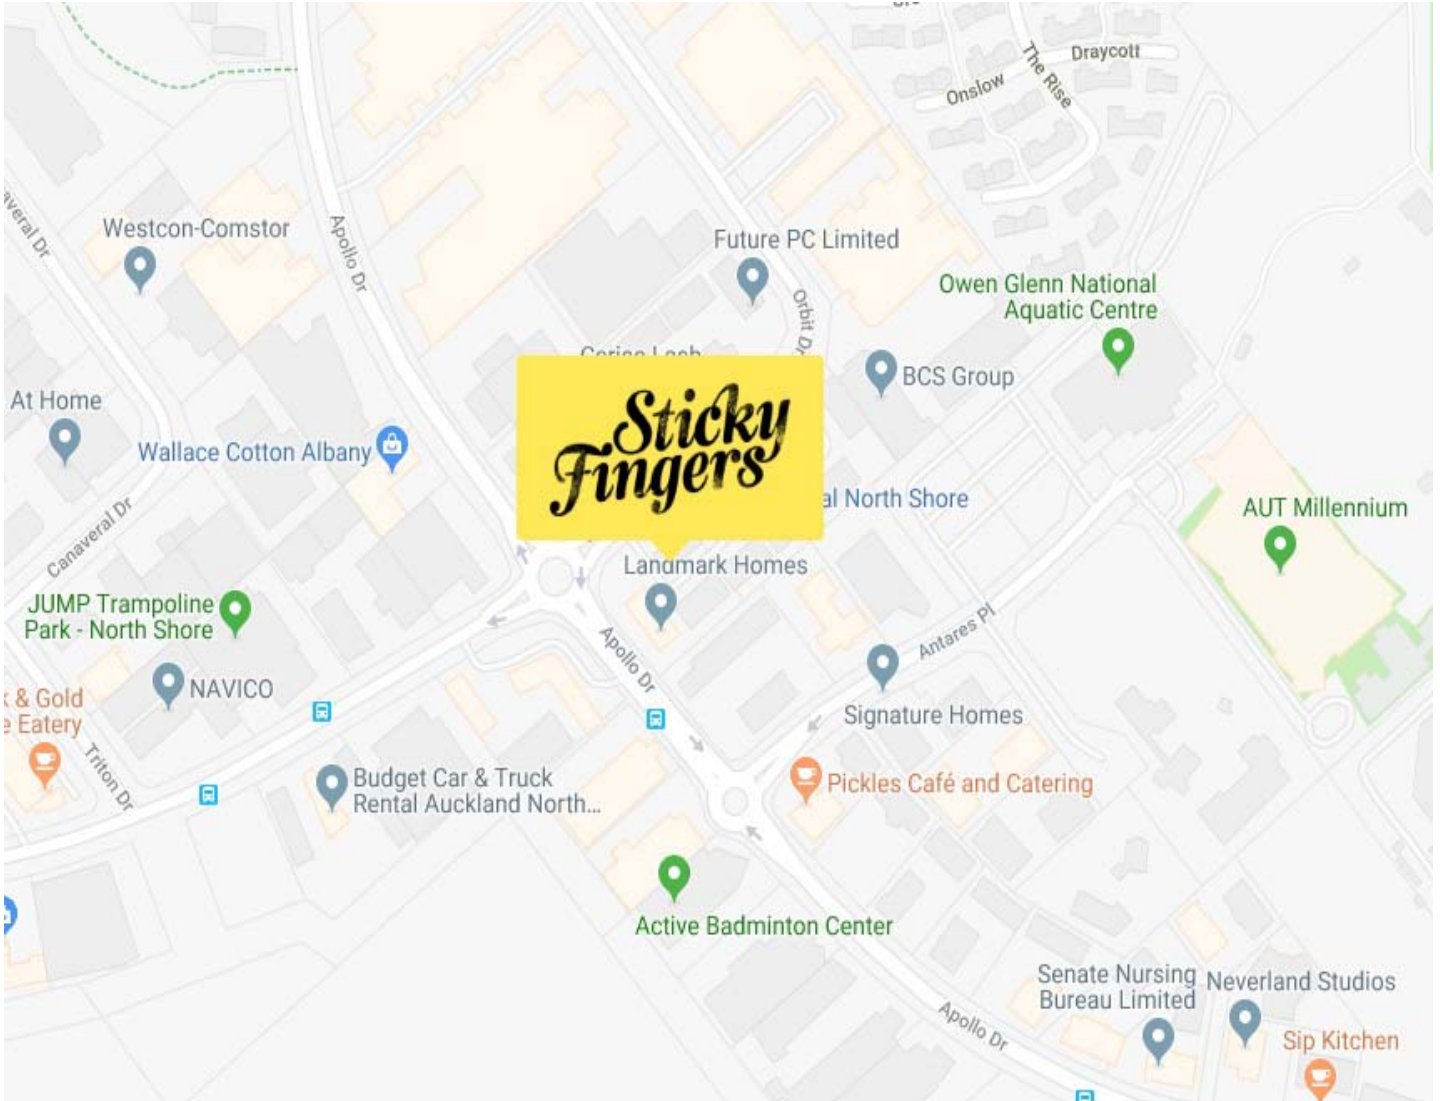 Draycott
The Rise
Onslow
averal Dr
Westcon-Comstor
Apollo Dr
Future PC Limited
Owen Glenn National
Aquatic Centre
Orbit Dr
BCS Group
At Home
Wallace Cotton Albany
Sticky
Fingers
al North Shore
AUT Millennium
Canaveral Dr
Landmark Homes
JUMP Trampoline
Park - North Shore
Apollo Dr
Antares Pl
NAVICO
& Gold
Eatery
Signature Homes
Triton Dr
Budget Car & Truck
Rental Auckland North...
Pickles Café and Catering
Active Badminton Center
Senate Nursing
Bureau Limited
Neverland Studios
Apollo Dr
Sip Kitchen